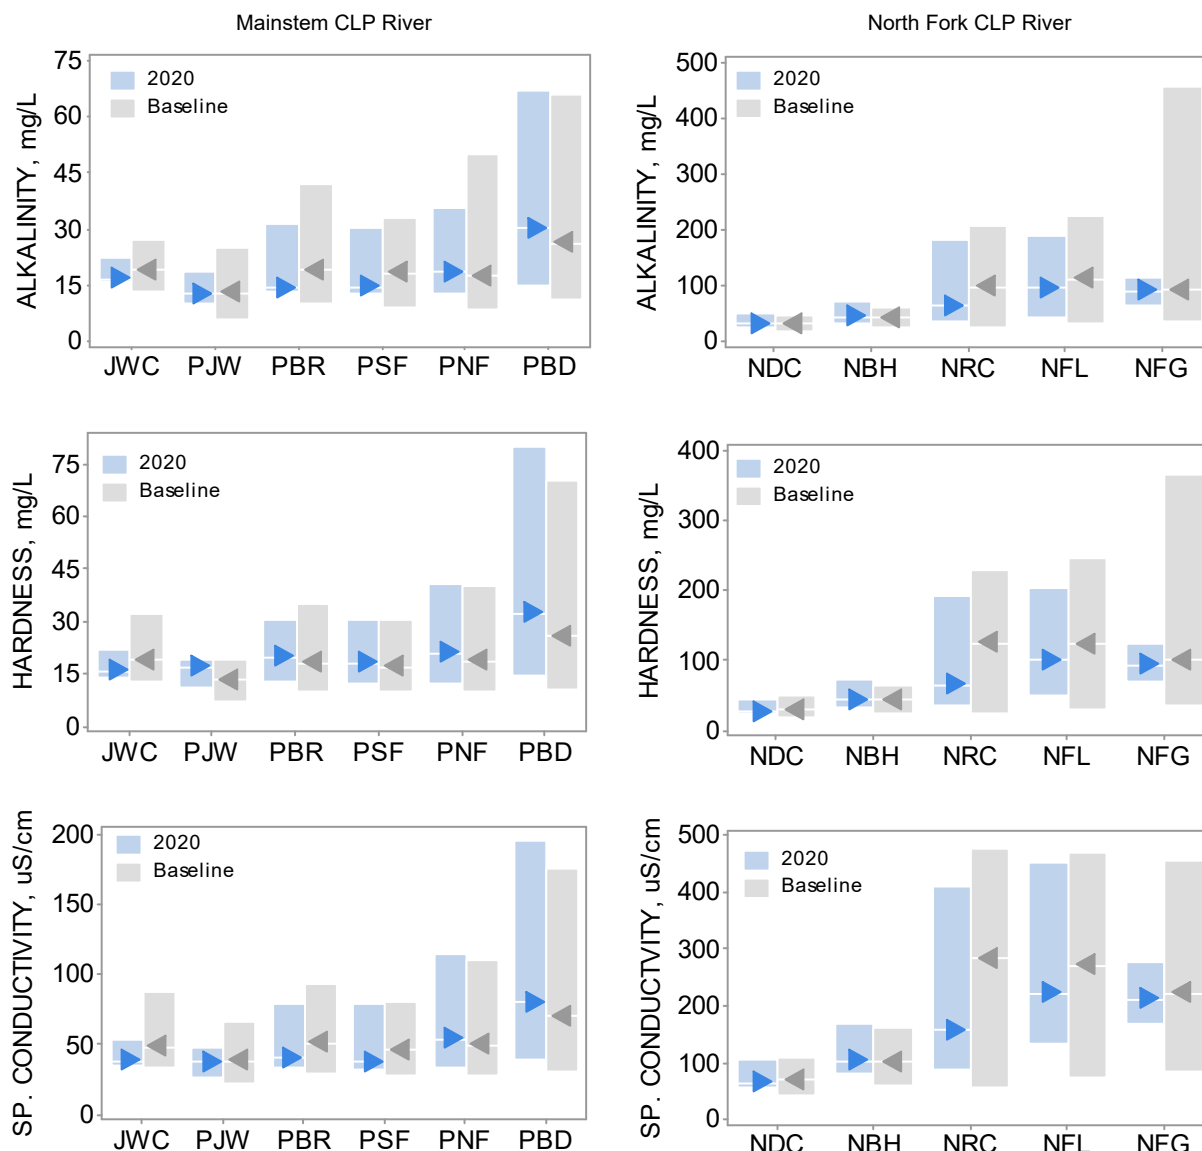 Mainstem CLP River
North Fork CLP River
ALKALINITY, mg/L
75
60
45
30
15
0
2020
Baseline
JWC PJW PBR PSF PNF PBD
ALKALINITY, mg/L
500
400
300
200
100
0
2020
Baseline
NDC NBH NRC NFL NFG
HARDNESS, mg/L
75
60
45
30
15
0
2020
Baseline
JWC PJW PBR PSF PNF PBD
HARDNESS, mg/L
400
300
200
100
0
2020
Baseline
NDC NBH NRC NFL NFG
SP. CONDUCTIVITY, uS/cm
200
150
100
50
0
2020
Baseline
JWC PJW PBR PSF PNF PBD
SP. CONDUCTVITY, uS/cm
500
400
300
200
100
0
2020
Baseline
NDC NBH NRC NFL NFG